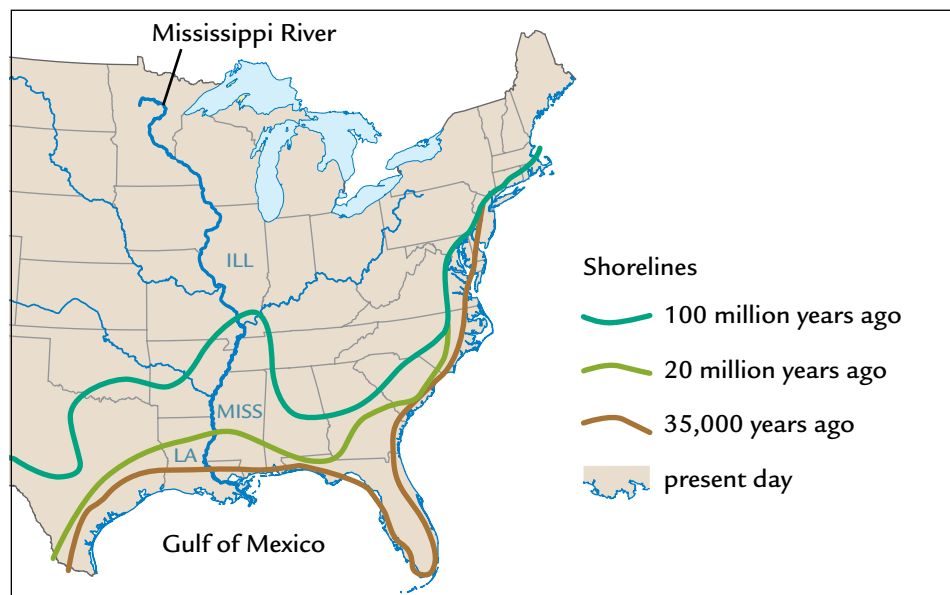 Mississippi River
ILL
MISS
LA
Gulf of Mexico
Shorelines
100 million years ago
20 million years ago
35,000 years ago
present day